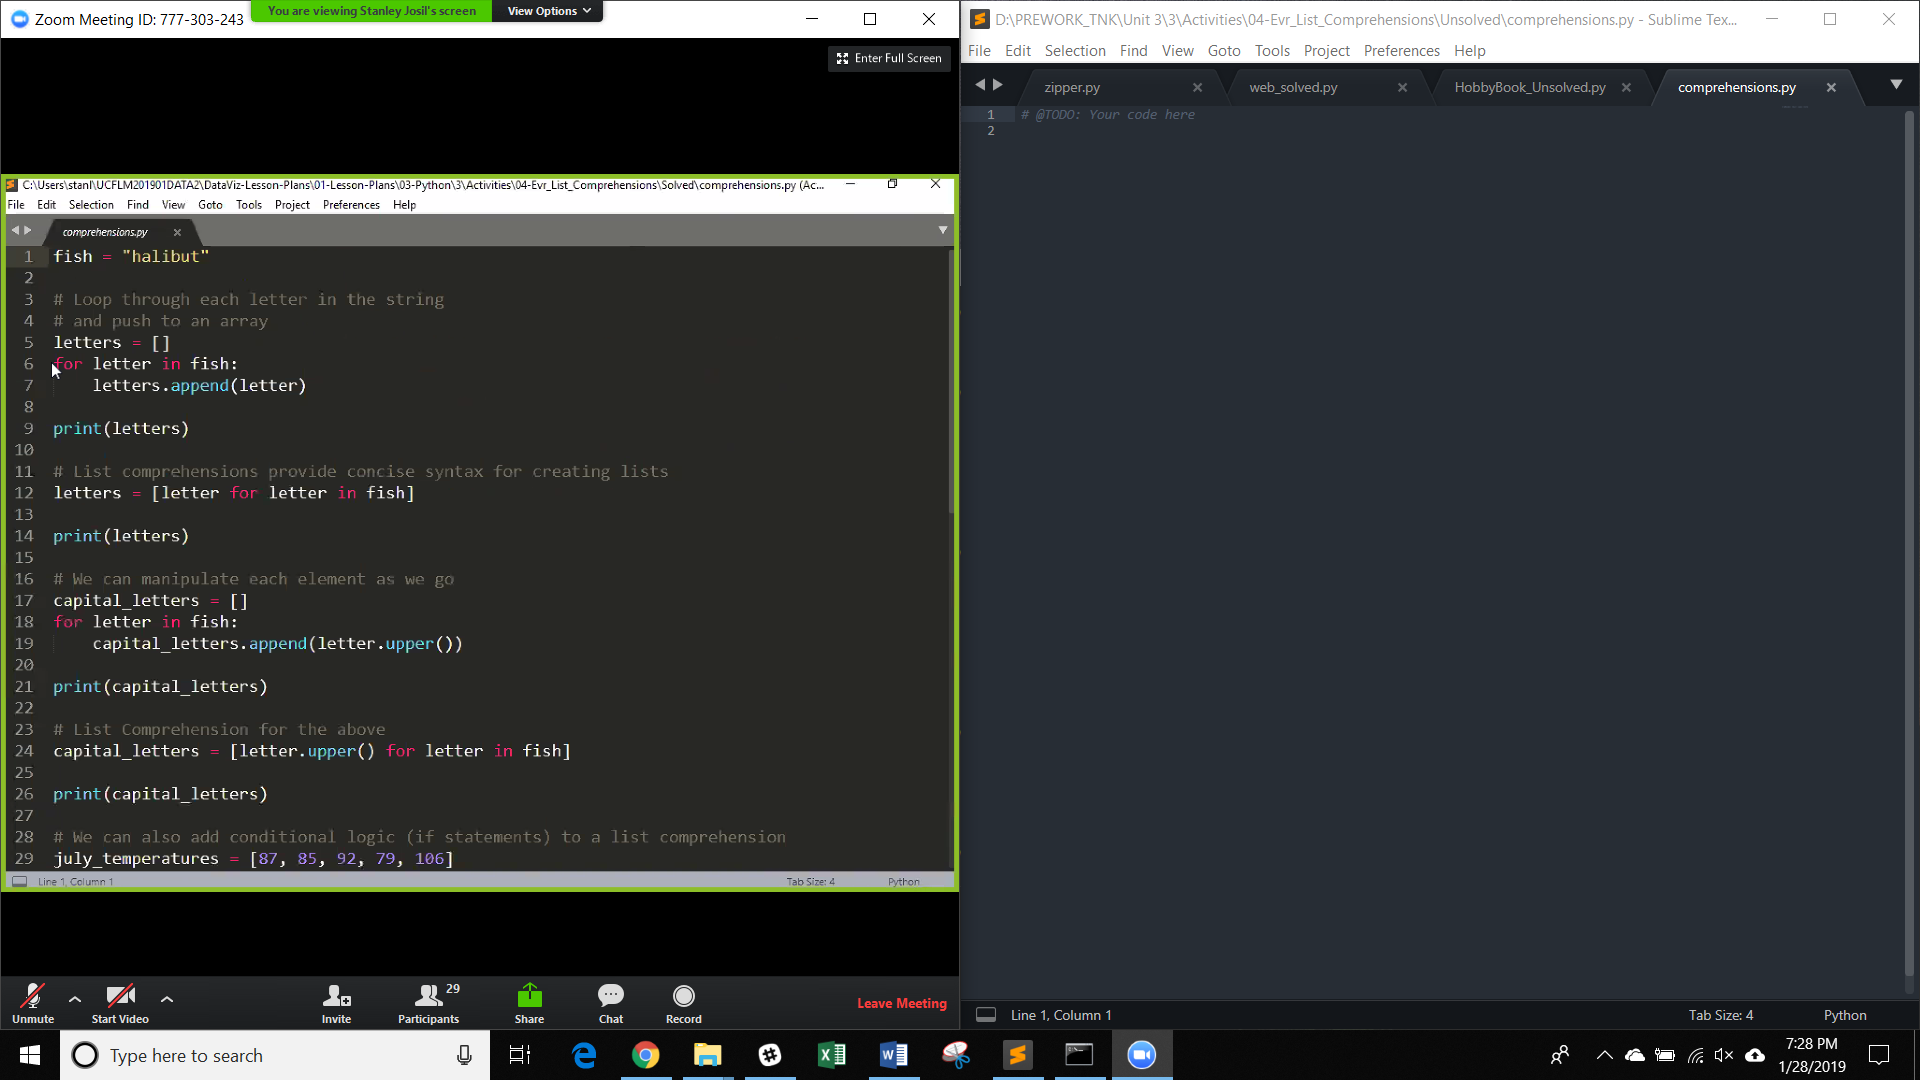 Zoom Meeting ID: 777-303-243
You are viewing Stanley Josil's screen
View Options
Enter Full Screen
C:\Users\stanl\UCFLM201901DATA2\DataViz-Lesson-Plans\01-Lesson-Plans\03-Python\3\Activities\04-Evr_List_Comprehensions\Solved\comprehensions.py (Ac...
File Edit Selection Find View Goto Tools Project Preferences Help
comprehensions.py
1 fish = "halibut"
2
3 # Loop through each letter in the string
4 # and push to an array
5 letters = []
6 for letter in fish:
7 letters.append(letter)
8
9 print(letters)
10
11 # List comprehensions provide concise syntax for creating lists
12 letters = [letter for letter in fish]
13
14 print(letters)
15
16 # We can manipulate each element as we go
17 capital_letters = []
18 for letter in fish:
19 capital_letters.append(letter.upper())
20
21 print(capital_letters)
22
23 # List Comprehension for the above
24 capital_letters = [letter.upper() for letter in fish]
25
26 print(capital_letters)
27
28 # We can also add conditional logic (if statements) to a list comprehension
29 july_temperatures = [87, 85, 92, 79, 106]
Line 1, Column 1 Tab Size: 4 Python
Unmute
Start Video
Invite
29
Participants
Share
Chat
Record
Leave Meeting
D:\PREWORK_TNK\Unit 3\3\Activities\04-Evr_List_Comprehensions\Unsolved\comprehensions.py - Sublime Tex...
File Edit Selection Find View Goto Tools Project Preferences Help
zipper.py
web_solved.py
HobbyBook_Unsolved.py
comprehensions.py
1 # @TODO: Your code here
2
Line 1, Column 1 Tab Size: 4 Python
Type here to search
7:28 PM
1/28/2019